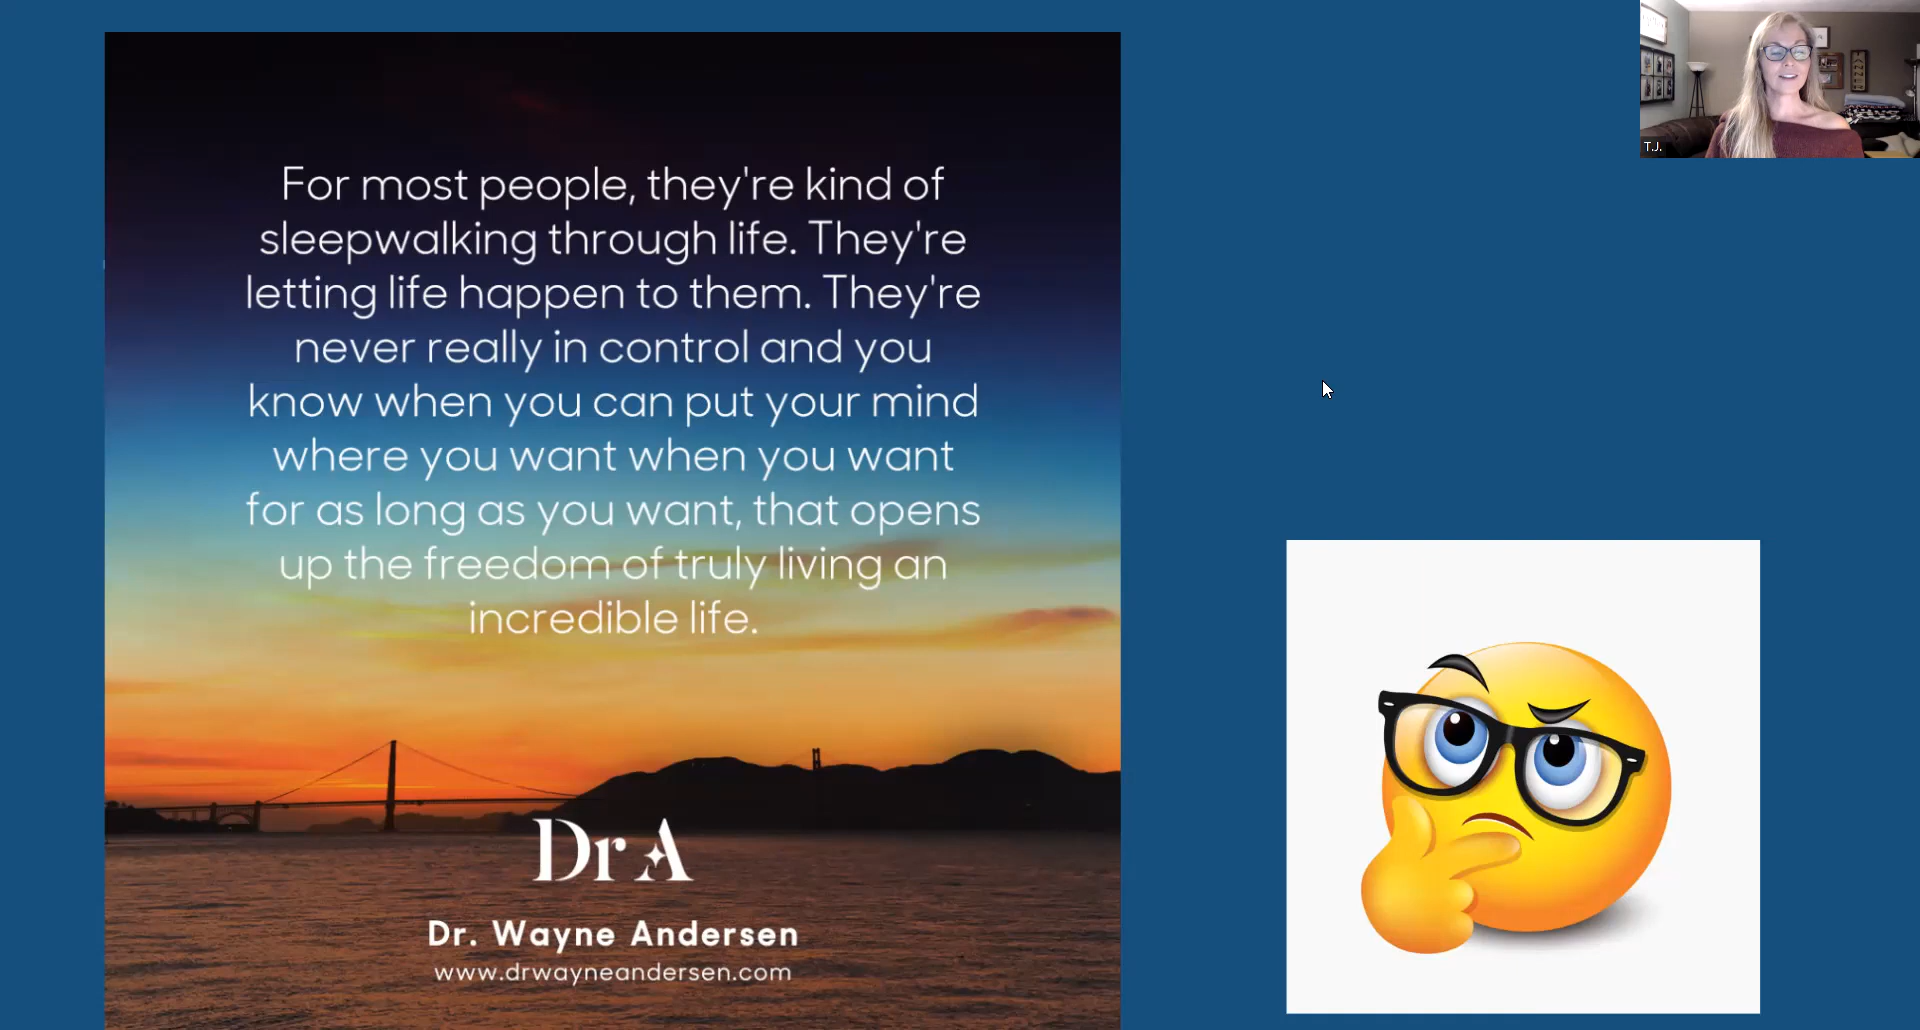 For most people, they're kind of
sleepwalking through life. They're
letting life happen to them. They're
never really in control and you
know when you can put your mind
where you want when you want
for as long as you want, that opens
up the freedom of truly living an
incredible life.
Dr A
Dr. Wayne Andersen
www.drwayneandersen.com
T.J.